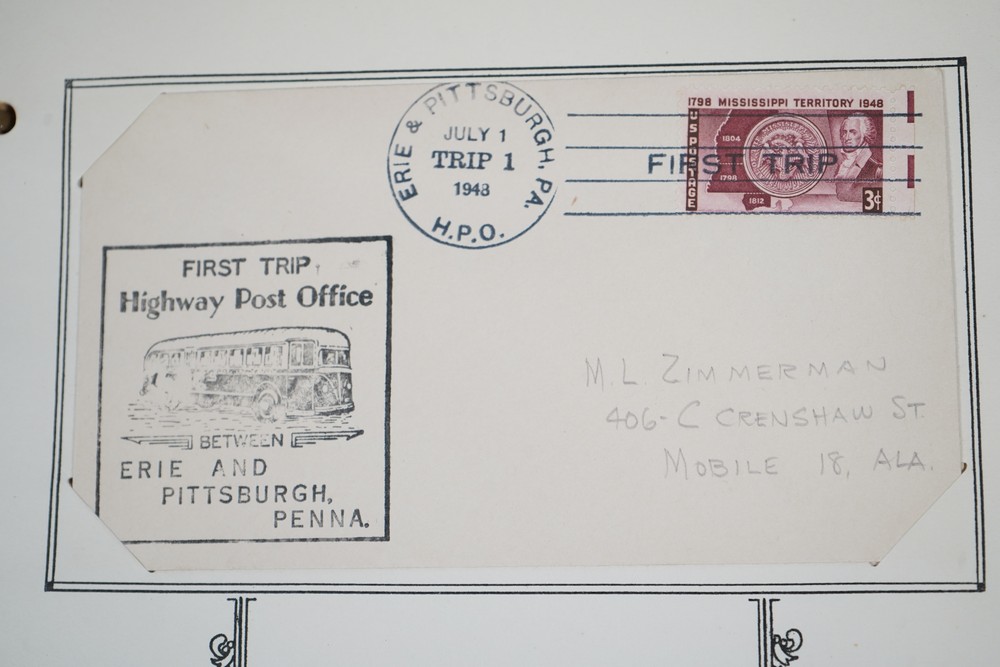 ERIE & PITTSBURGH, PA.
JULY 1
TRIP 1
1948
H.P.O.
FIRST TRIP
1798 MISSISSIPPI TERRITORY 1948
U S POSTAGE
1804
1798
1812
3¢
FIRST TRIP
Highway Post Office
BETWEEN
ERIE AND
PITTSBURGH,
PENNA.
M. L. ZIMMERMAN
406-C CRENSHAW ST.
MOBILE 18, ALA.